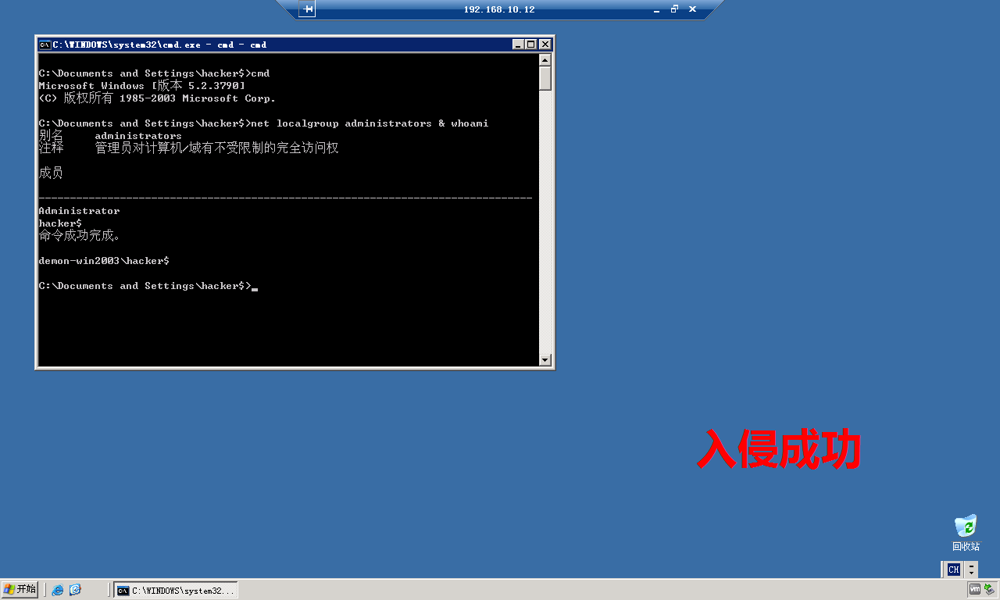 192.168.10.12
C:\WINDOWS\system32\cmd.exe - cmd - cmd
C:\Documents and Settings\hacker$>cmd
Microsoft Windows [版本 5.2.3790]
(C) 版权所有 1985-2003 Microsoft Corp.
C:\Documents and Settings\hacker$>net localgroup administrators & whoami
别名 administrators
注释 管理员对计算机/域有不受限制的完全访问权
成员
-------------------------------------------------------------------------------
Administrator
hacker$
命令成功完成。
demon-win2003\hacker$
C:\Documents and Settings\hacker$>_
入侵成功
回收站
CH
开始
C:\WINDOWS\system32...